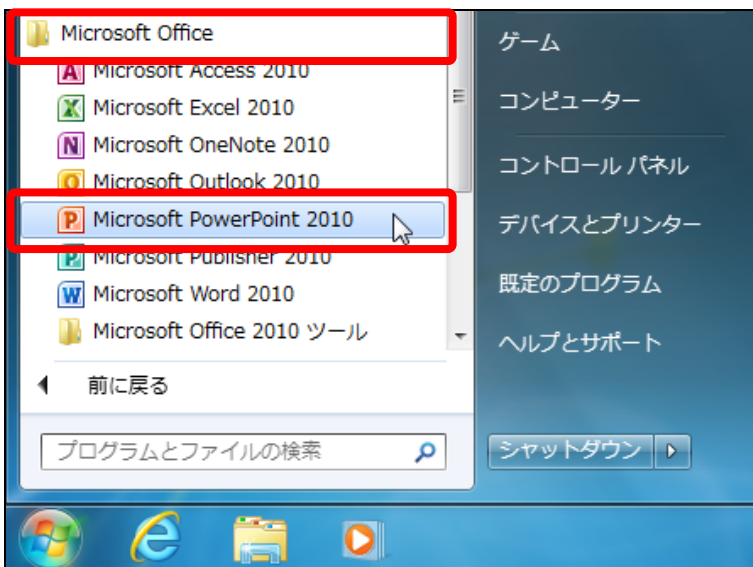 Microsoft Office
Microsoft Access 2010
Microsoft Excel 2010
Microsoft OneNote 2010
Microsoft Outlook 2010
Microsoft PowerPoint 2010
Microsoft Publisher 2010
Microsoft Word 2010
Microsoft Office 2010 ツール
前に戻る
プログラムとファイルの検索
ゲーム
コンピューター
コントロール パネル
デバイスとプリンター
既定のプログラム
ヘルプとサポート
シャットダウン